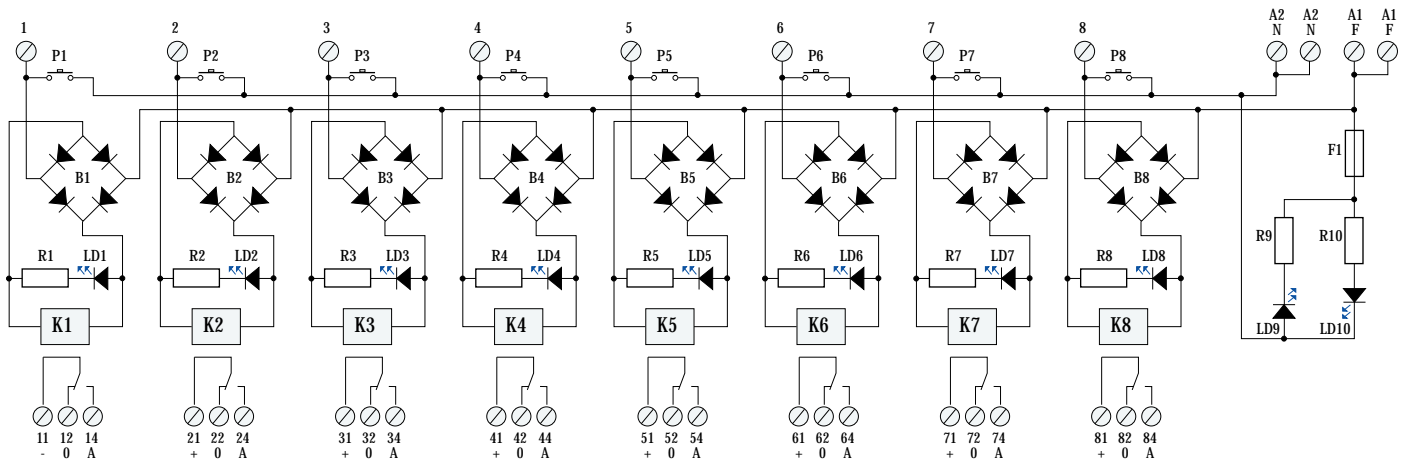 1 2 3 4 5 6 7 8 A2 A2 A1 A1
N N F F
P1 P2 P3 P4 P5 P6 P7 P8
F1
B1 B2 B3 B4 B5 B6 B7 B8
R9 R10
R1 LD1 R2 LD2 R3 LD3 R4 LD4 R5 LD5 R6 LD6 R7 LD7 R8 LD8
K1 K2 K3 K4 K5 K6 K7 K8
LD9 LD10
11 12 14 21 22 24 31 32 34 41 42 44 51 52 54 61 62 64 71 72 74 81 82 84
- 0 A + 0 A + 0 A + 0 A + 0 A + 0 A + 0 A + 0 A